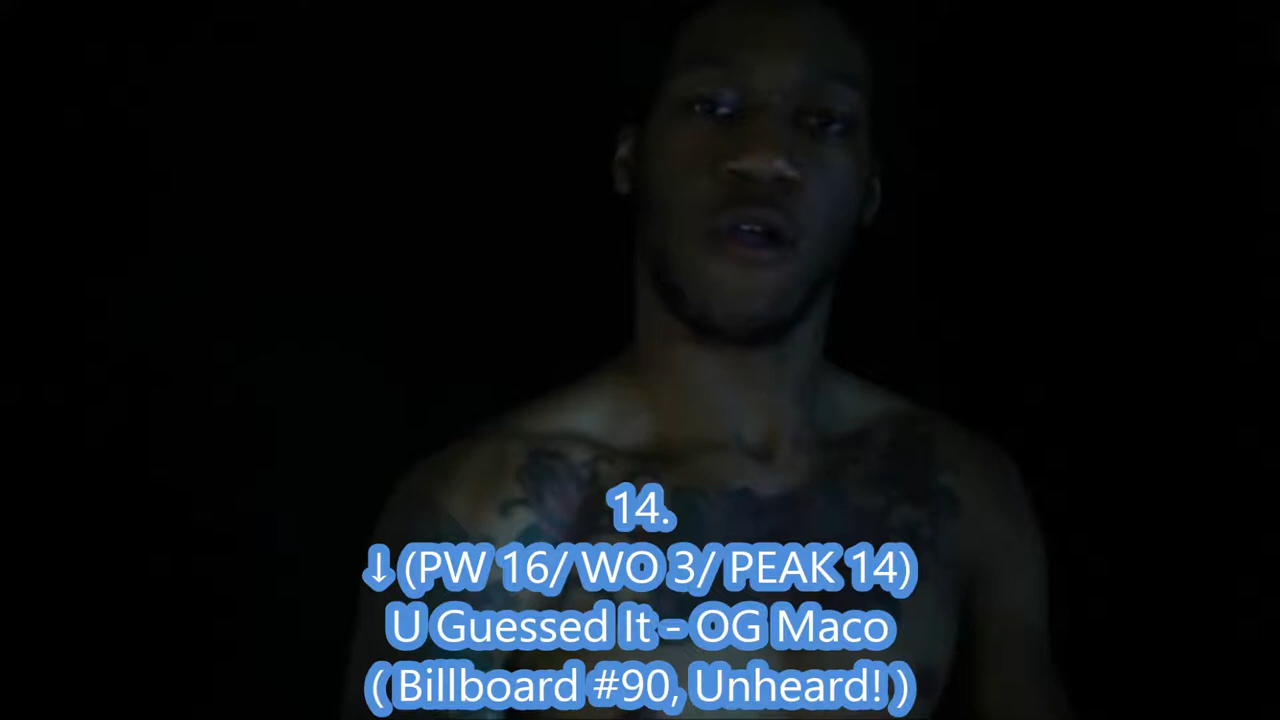 14.
↓ (PW 16/ WO 3/ PEAK 14)
U Guessed It - OG Maco
( Billboard #90, Unheard! )